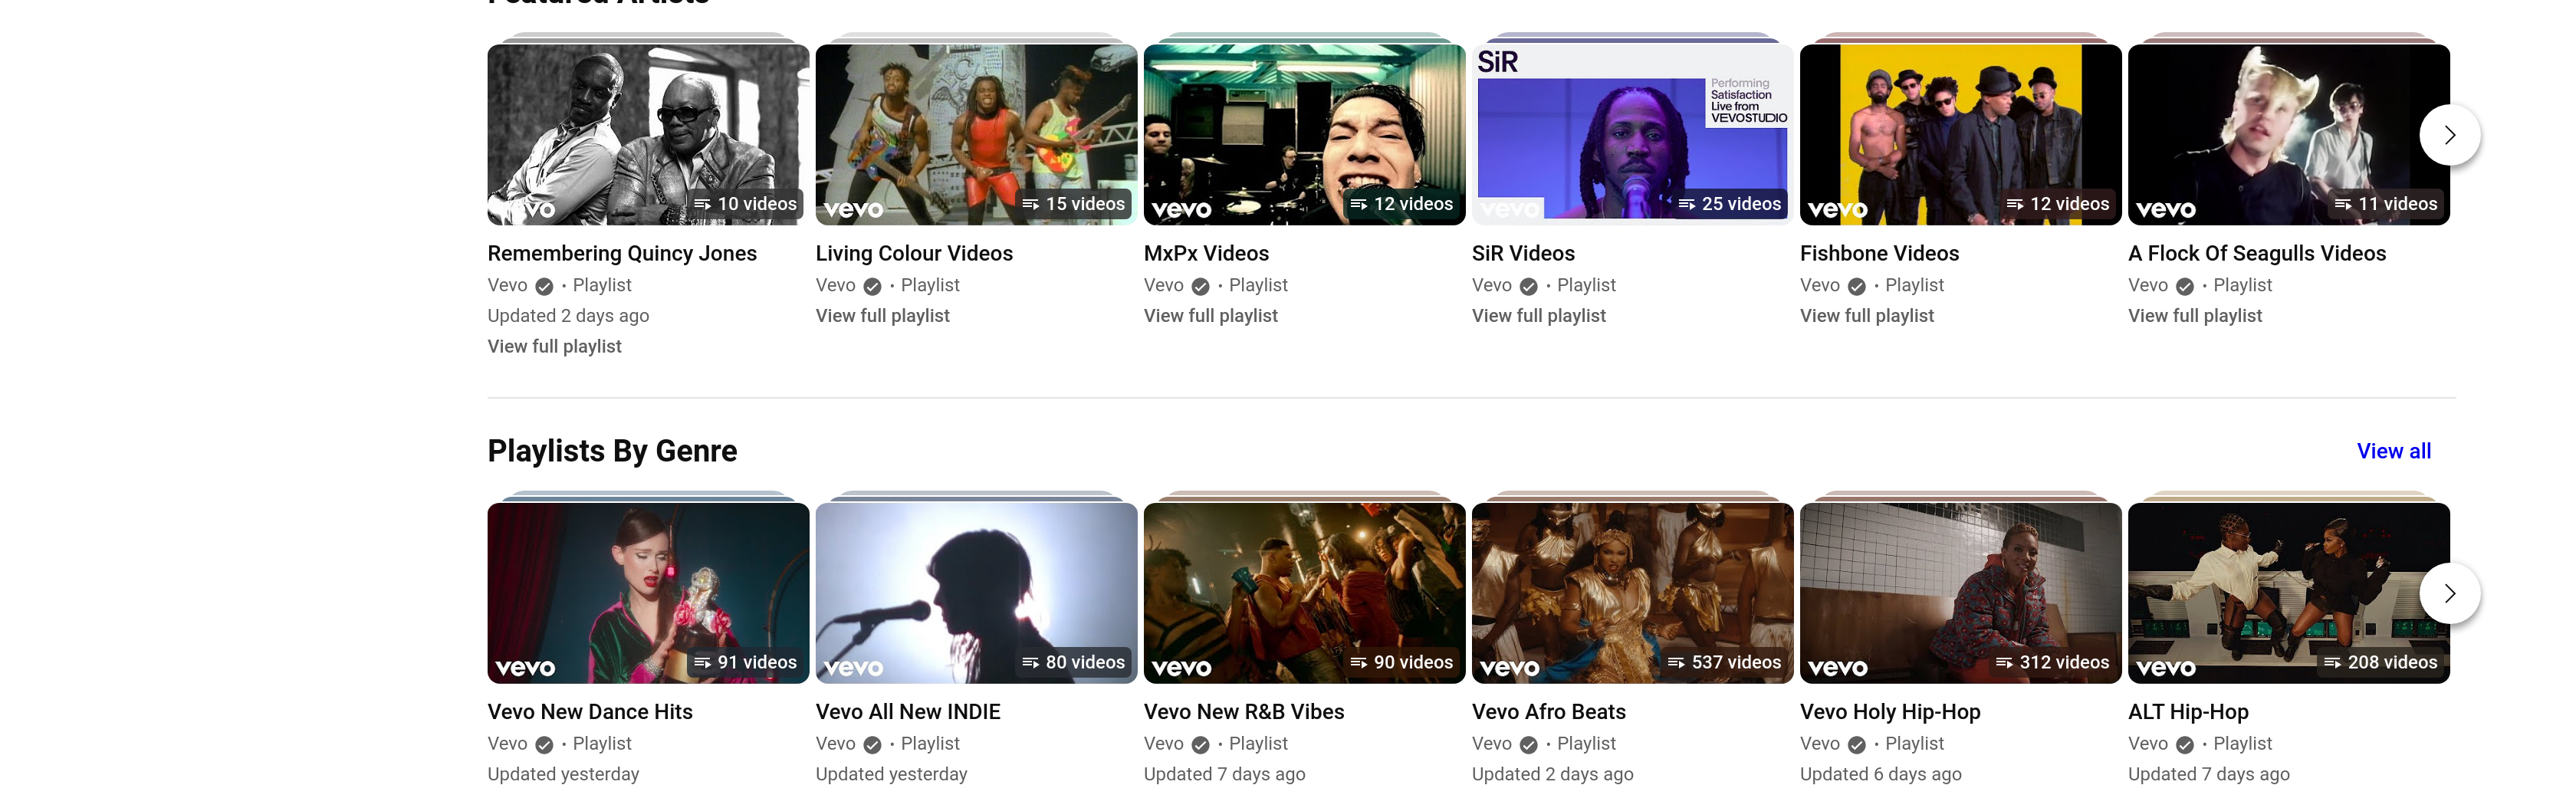 Featured Artists
vevo
10 videos
vevo
15 videos
vevo
12 videos
SiR
Performing
Satisfaction
Live from
VEVOSTUDIO
vevo
25 videos
vevo
12 videos
vevo
11 videos
Remembering Quincy Jones
Vevo • Playlist
Updated 2 days ago
View full playlist
Living Colour Videos
Vevo • Playlist
View full playlist
MxPx Videos
Vevo • Playlist
View full playlist
SiR Videos
Vevo • Playlist
View full playlist
Fishbone Videos
Vevo • Playlist
View full playlist
A Flock Of Seagulls Videos
Vevo • Playlist
View full playlist
Playlists By Genre
View all
vevo
91 videos
vevo
80 videos
vevo
90 videos
vevo
537 videos
vevo
312 videos
vevo
208 videos
Vevo New Dance Hits
Vevo • Playlist
Updated yesterday
Vevo All New INDIE
Vevo • Playlist
Updated yesterday
Vevo New R&B Vibes
Vevo • Playlist
Updated 7 days ago
Vevo Afro Beats
Vevo • Playlist
Updated 2 days ago
Vevo Holy Hip-Hop
Vevo • Playlist
Updated 6 days ago
ALT Hip-Hop
Vevo • Playlist
Updated 7 days ago